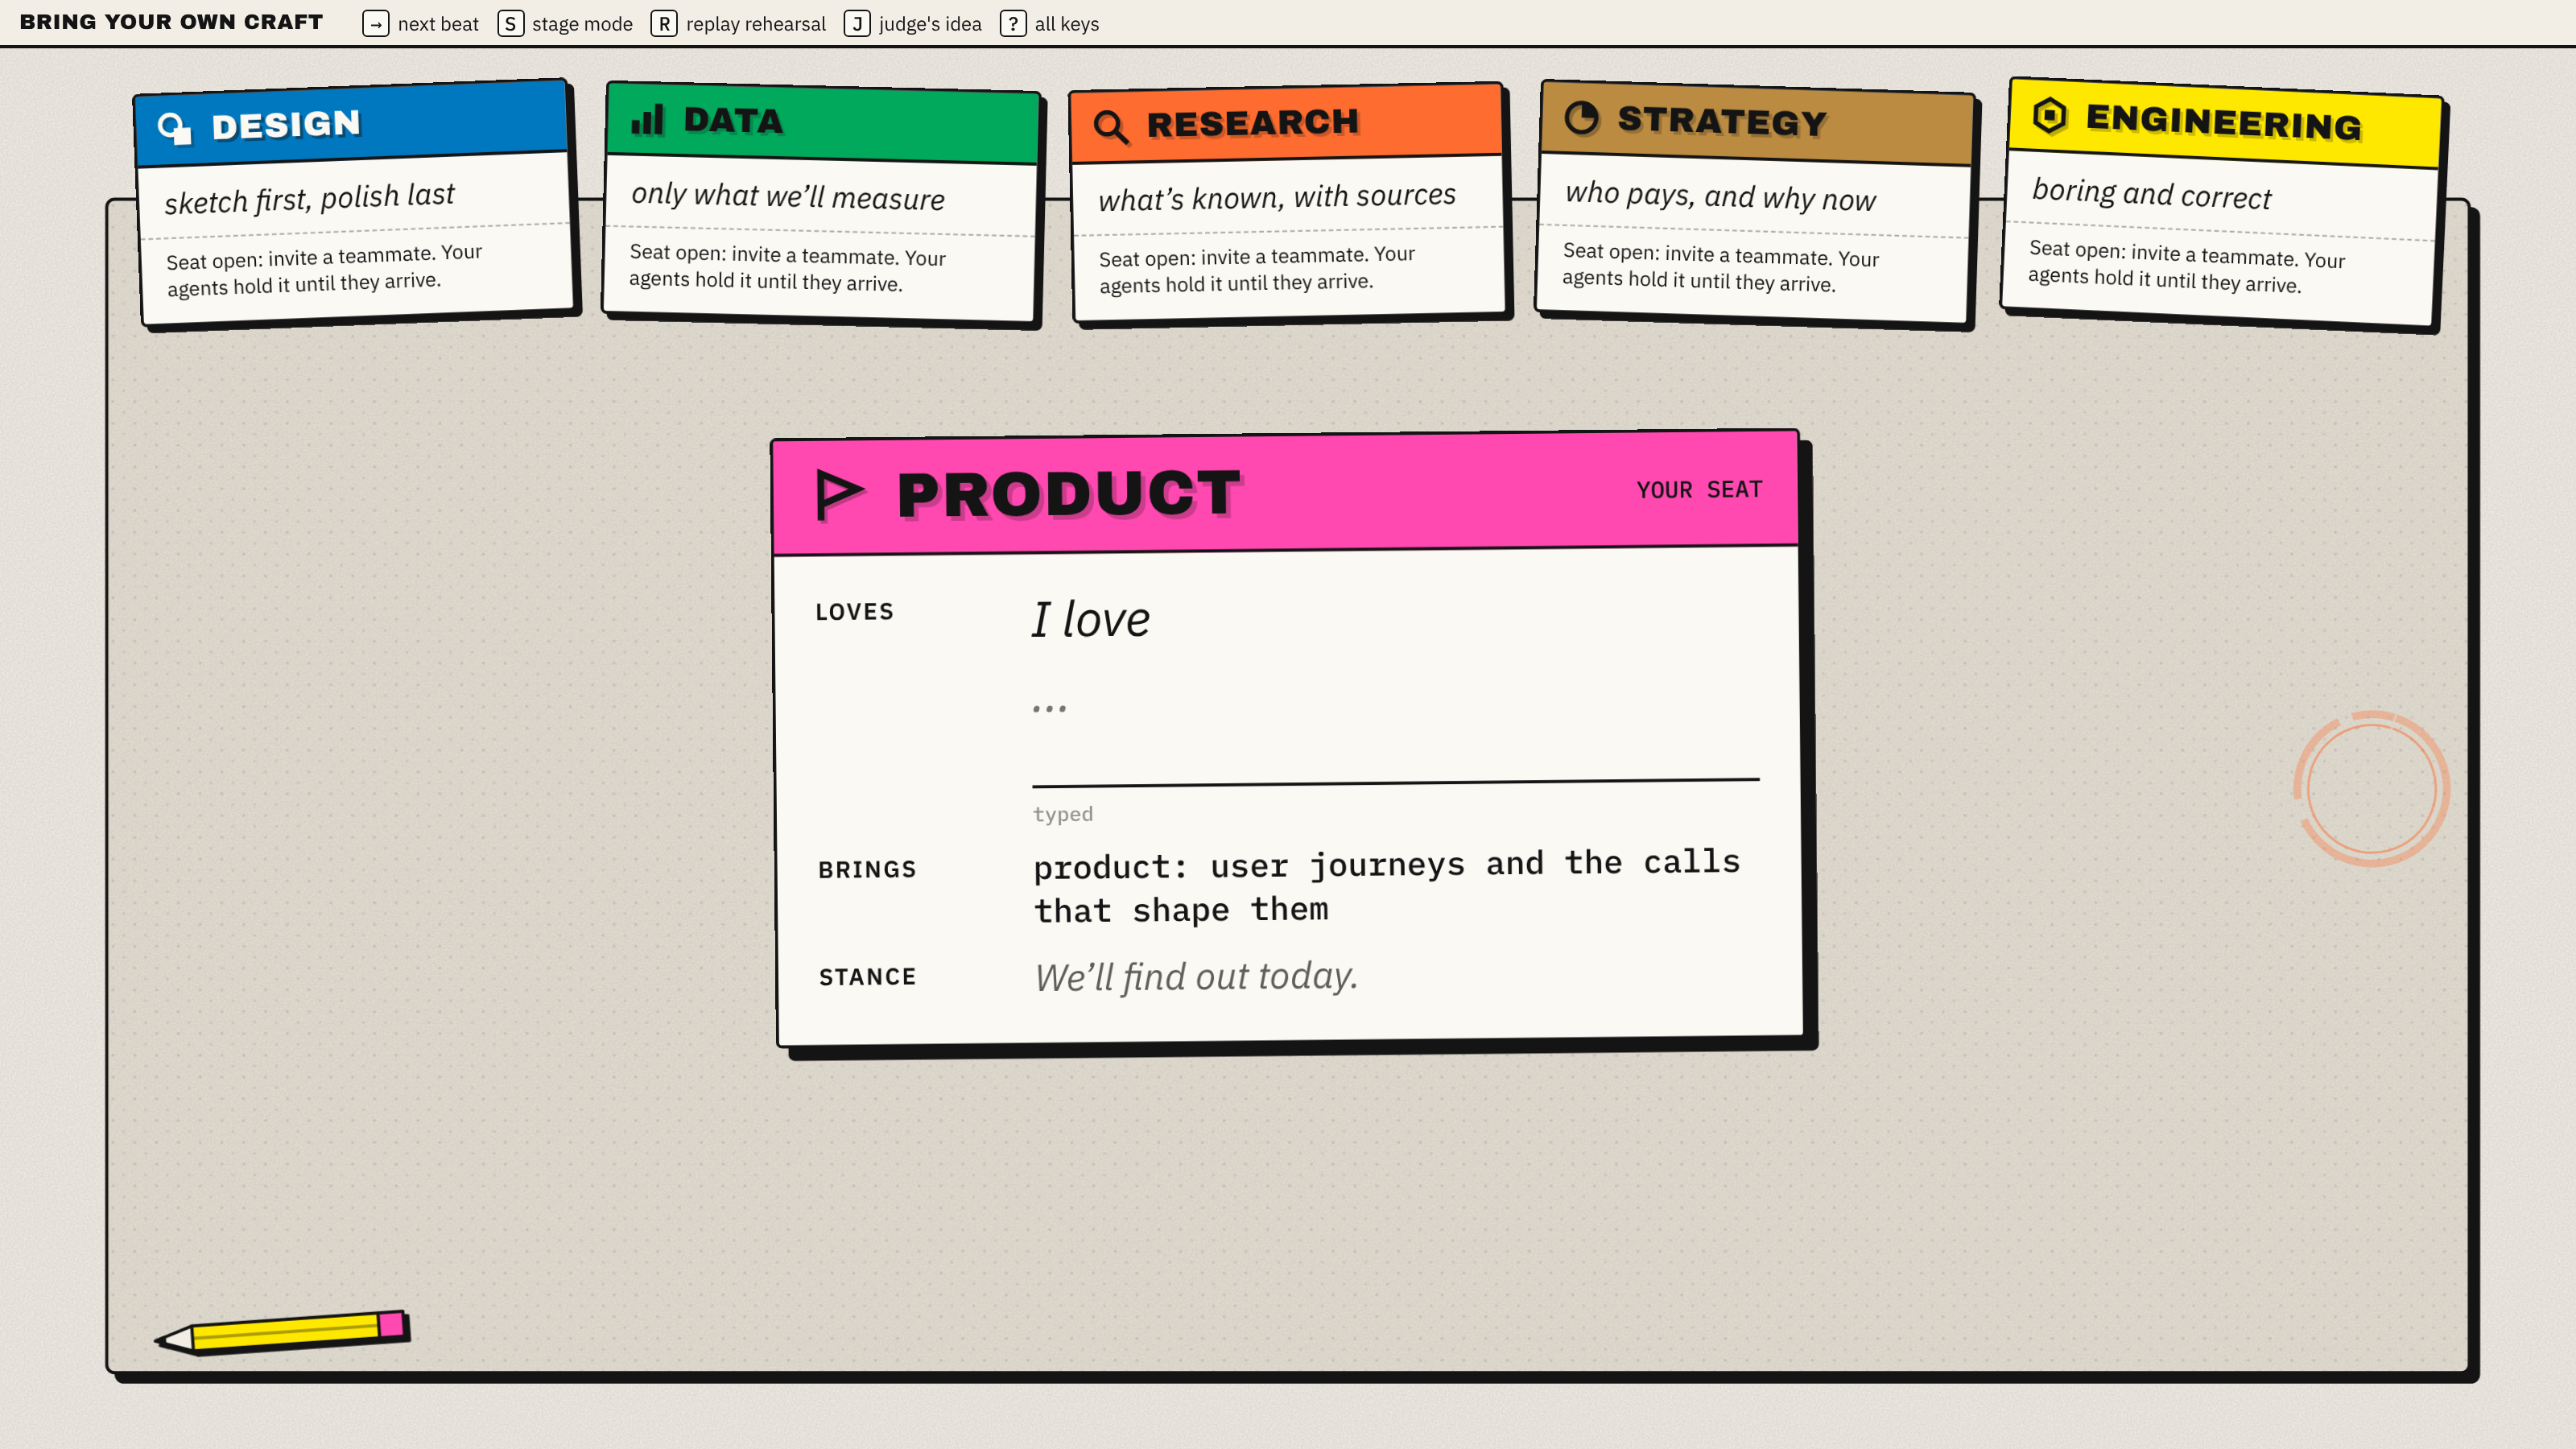 BRING YOUR OWN CRAFT → next beat S stage mode R replay rehearsal J judge's idea ? all keys
DESIGN
sketch first, polish last
Seat open: invite a teammate. Your
agents hold it until they arrive.
DATA
only what we’ll measure
Seat open: invite a teammate. Your
agents hold it until they arrive.
RESEARCH
what’s known, with sources
Seat open: invite a teammate. Your
agents hold it until they arrive.
STRATEGY
who pays, and why now
Seat open: invite a teammate. Your
agents hold it until they arrive.
ENGINEERING
boring and correct
Seat open: invite a teammate. Your
agents hold it until they arrive.
PRODUCT YOUR SEAT
LOVES I love
...
typed
BRINGS product: user journeys and the calls
that shape them
STANCE We’ll find out today.